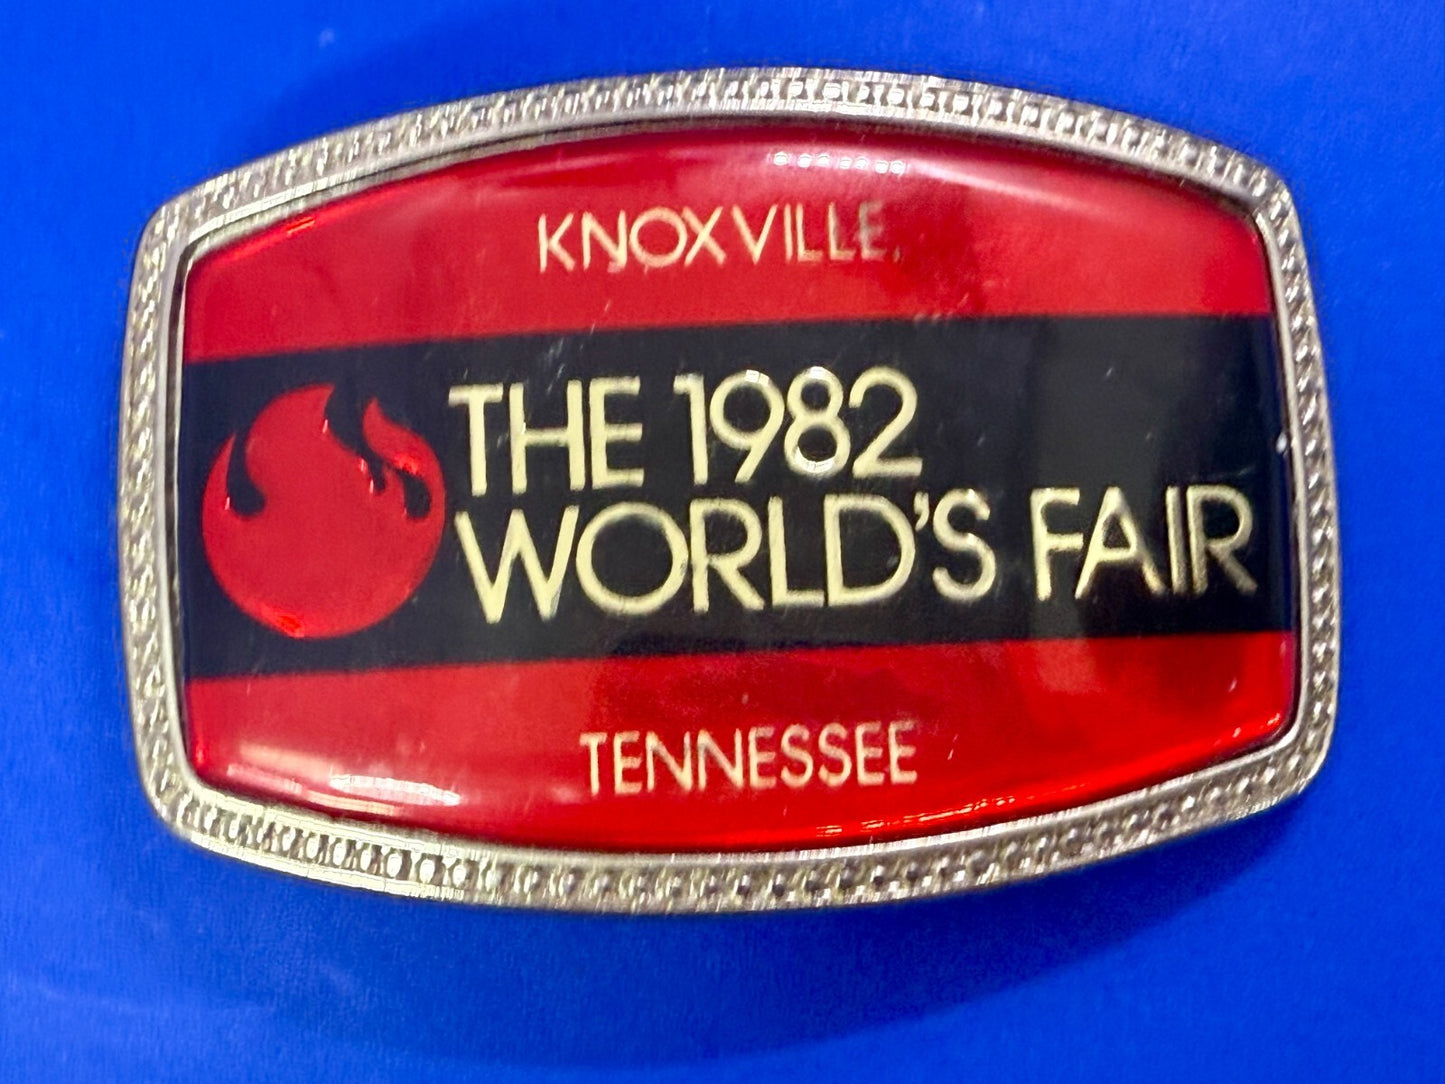 KNOXVILLE,
THE 1982
WORLD'S FAIR
TENNESSEE